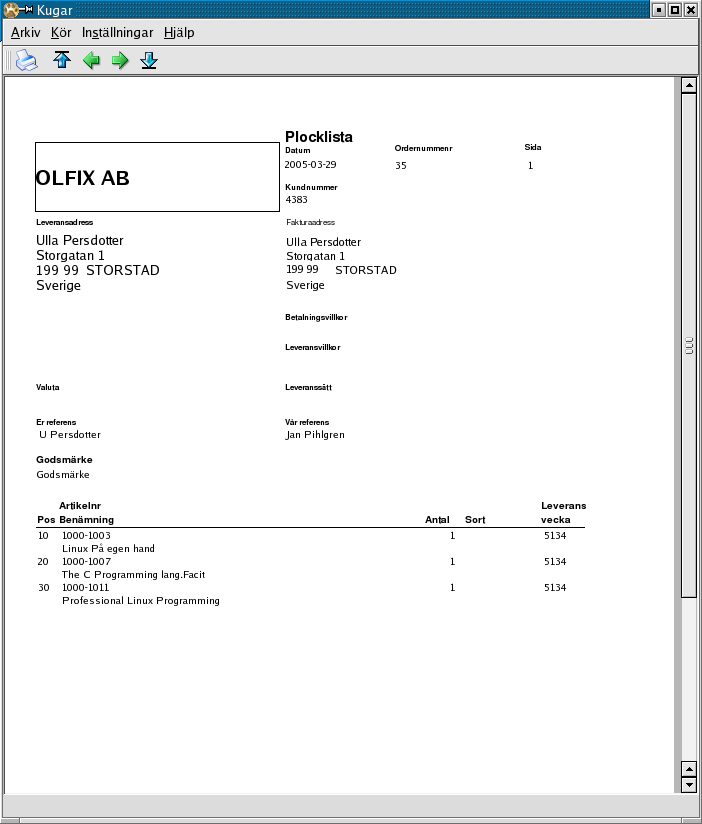 Kugar
Arkiv Kör Inställningar Hjälp
Plocklista
Datum Ordernummenr Sida
2005-03-29 35 1
OLFIX AB
Kundnummer
4383
Leveransadress Fakturaadress
Ulla Persdotter Ulla Persdotter
Storgatan 1 Storgatan 1
199 99 STORSTAD 199 99 STORSTAD
Sverige Sverige
Betalningsvillkor
Leveransvillkor
Valuta Leveranssätt
Er referens Vår referens
U Persdotter Jan Pihlgren
Godsmärke
Godsmärke
Artikelnr Leverans
Pos Benämning Antal Sort vecka
10 1000-1003 1 5134
Linux På egen hand
20 1000-1007 1 5134
The C Programming lang.Facit
30 1000-1011 1 5134
Professional Linux Programming